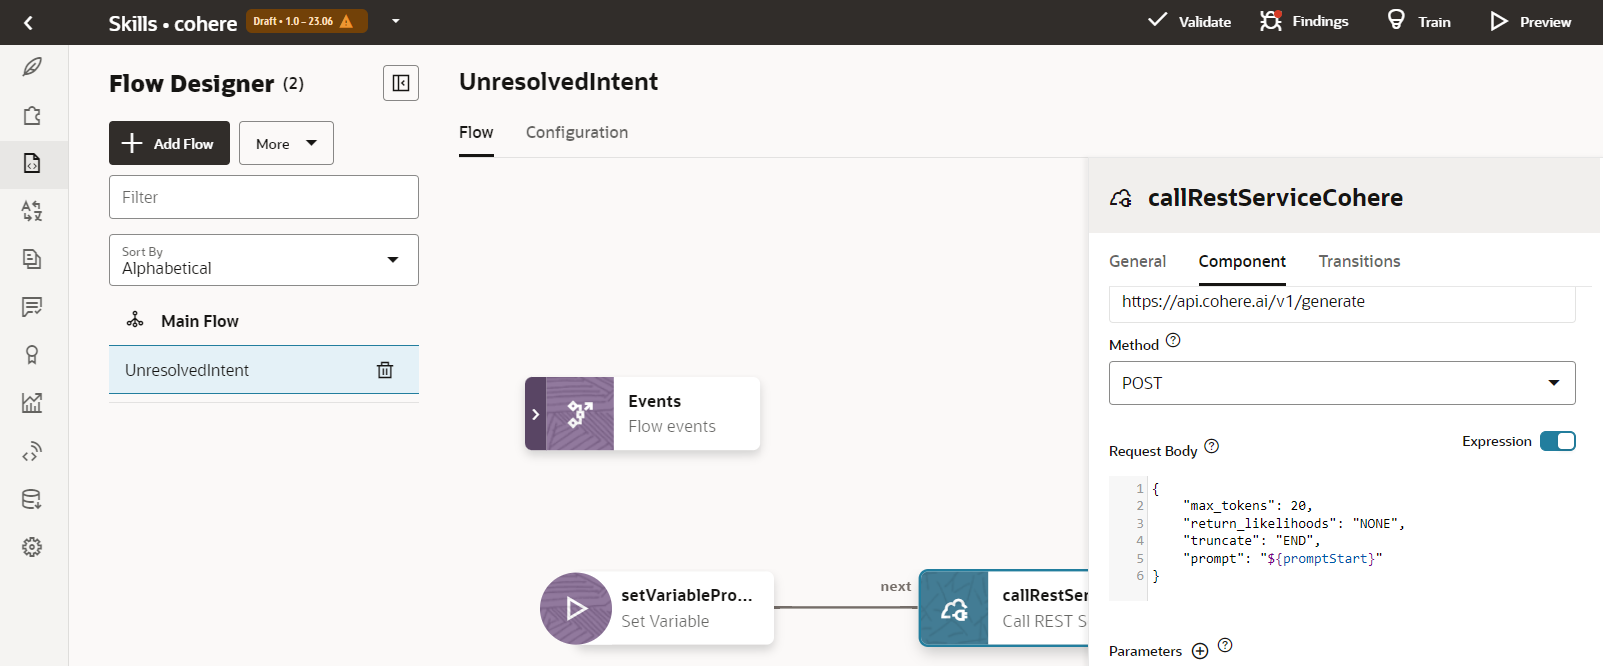 Skills • cohere
Draft • 1.0 – 23.06
Validate
Findings
Train
Preview
Flow Designer (2)
Add Flow
More
Filter
Sort By
Alphabetical
Main Flow
UnresolvedIntent
UnresolvedIntent
Flow
Configuration
Events
Flow events
setVariablePro...
Set Variable
next
callRestSer
Call REST S
callRestServiceCohere
General
Component
Transitions
https://api.cohere.ai/v1/generate
Method
POST
Request Body
Expression
1 {
2 "max_tokens": 20,
3 "return_likelihoods": "NONE",
4 "truncate": "END",
5 "prompt": "${promptStart}"
6 }
Parameters